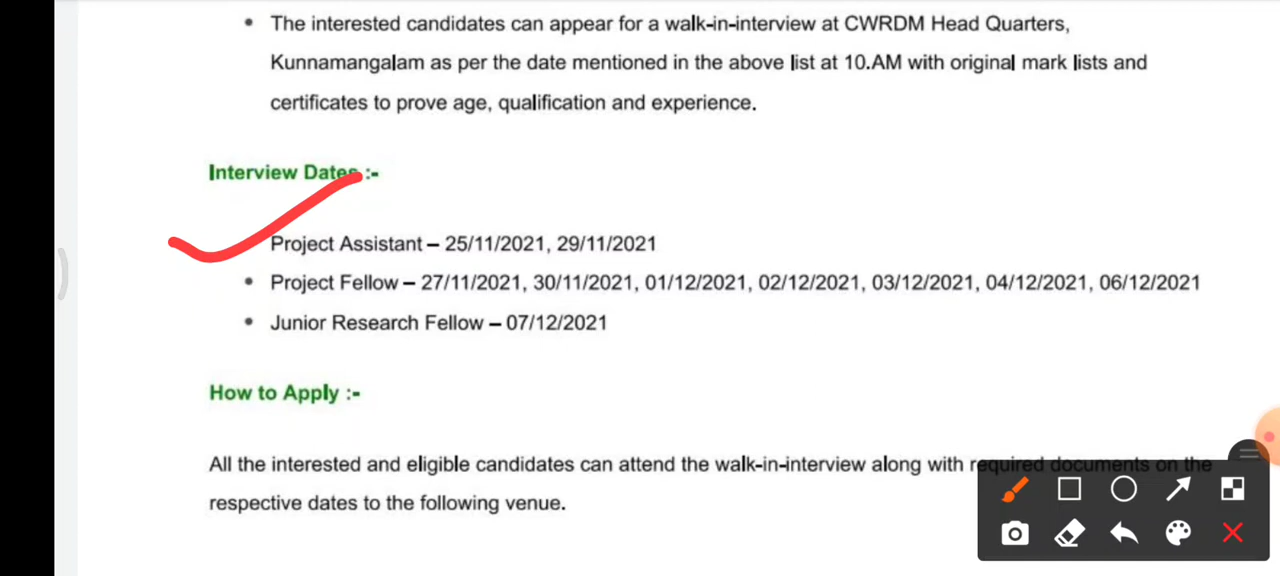 • The interested candidates can appear for a walk-in-interview at CWRDM Head Quarters,
Kunnamangalam as per the date mentioned in the above list at 10.AM with original mark lists and
certificates to prove age, qualification and experience.
Interview Dates :-
Project Assistant – 25/11/2021, 29/11/2021
• Project Fellow – 27/11/2021, 30/11/2021, 01/12/2021, 02/12/2021, 03/12/2021, 04/12/2021, 06/12/2021
• Junior Research Fellow – 07/12/2021
How to Apply :-
All the interested and eligible candidates can attend the walk-in-interview along with required documents on the
respective dates to the following venue.